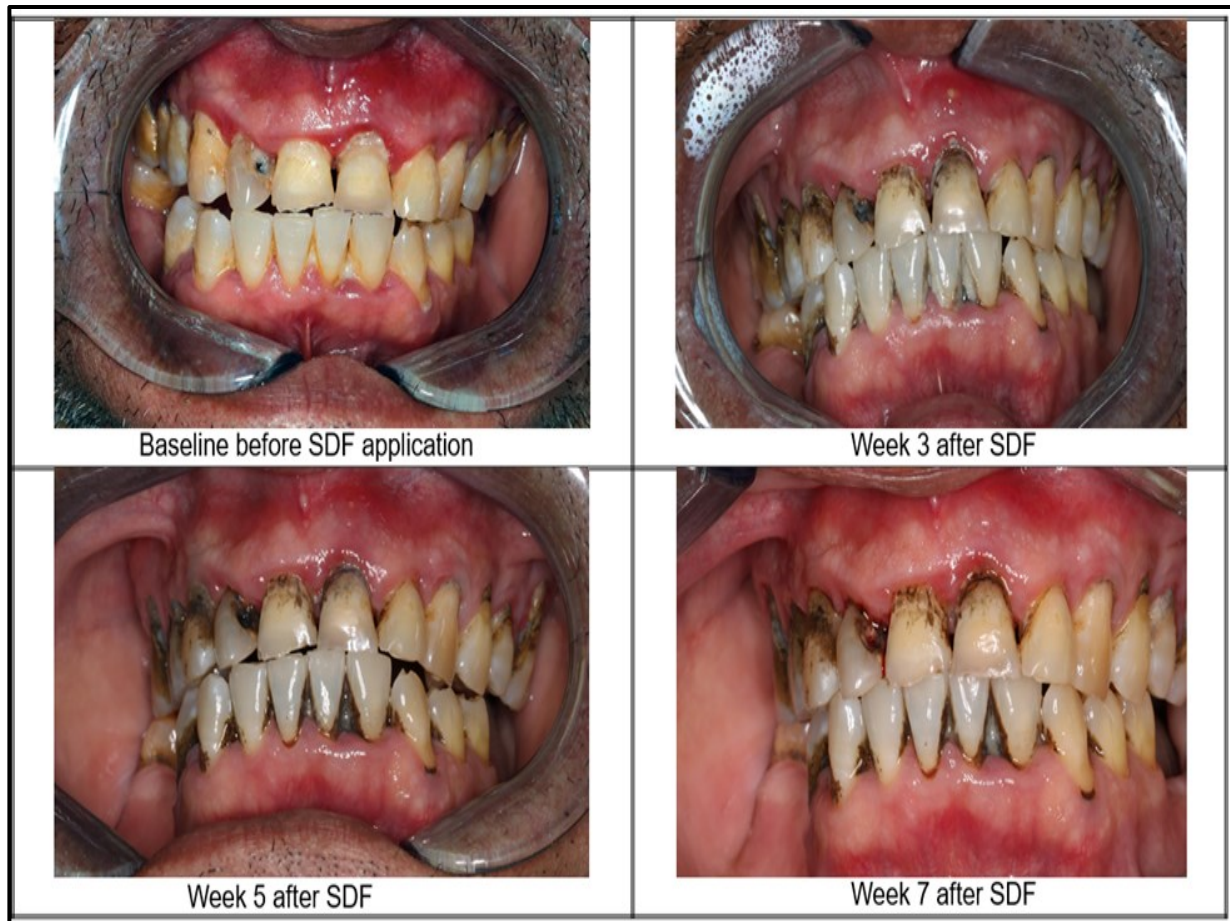 Baseline before SDF application
Week 3 after SDF
Week 5 after SDF
Week 7 after SDF